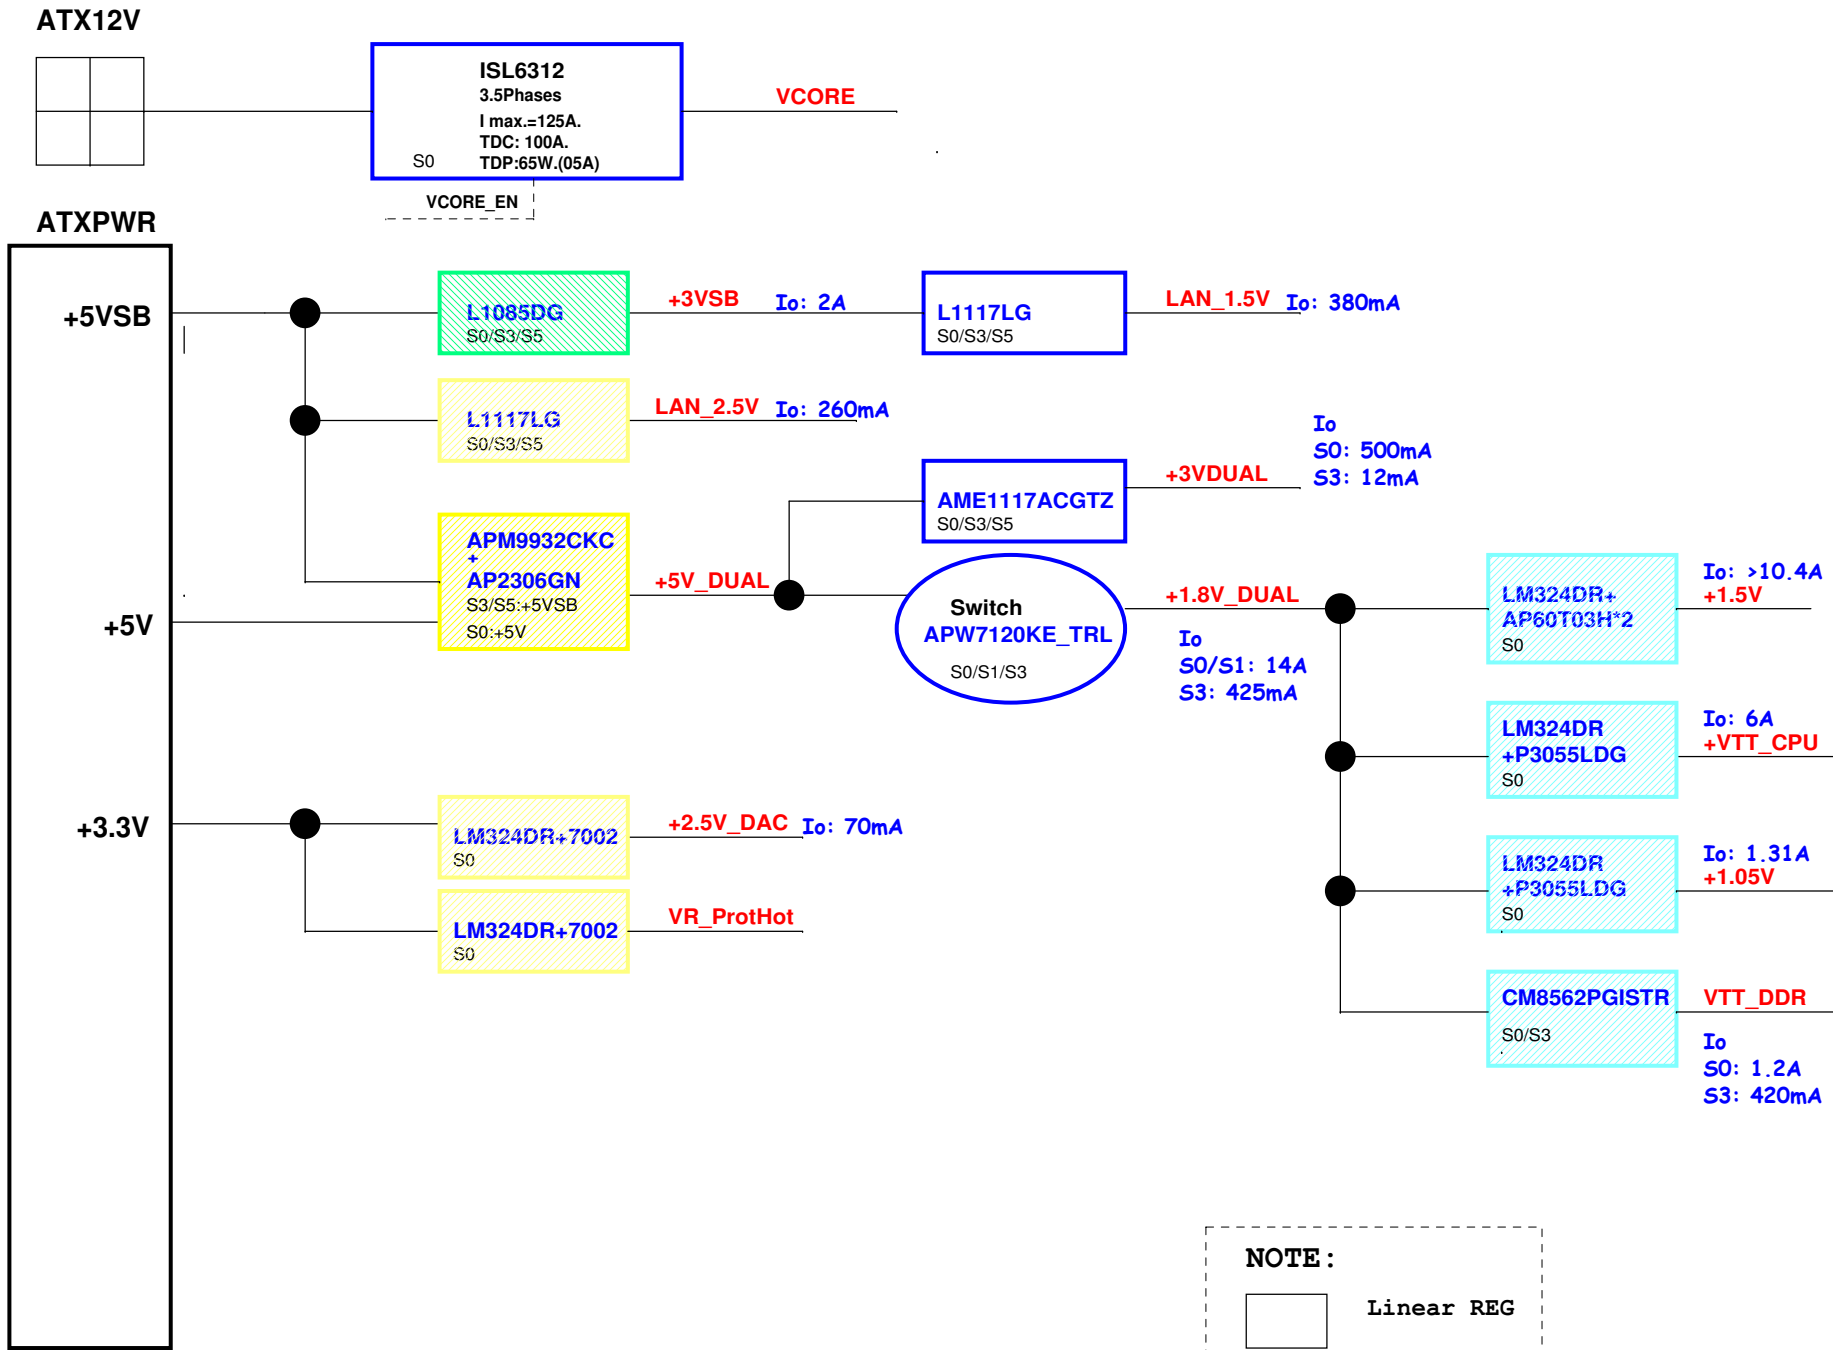 ATX12V
ISL6312
3.5Phases
I max.=125A.
TDC: 100A.
S0
TDP:65W.(05A)
VCORE
VCORE_EN
ATXPWR
+5VSB
L1085DG
S0/S3/S5
+3VSB
Io: 2A
L1117LG
S0/S3/S5
LAN_1.5V
Io: 380mA
L1117LG
S0/S3/S5
LAN_2.5V
Io: 260mA
AME1117ACGTZ
S0/S3/S5
+3VDUAL
Io
S0: 500mA
S3: 12mA
+5V
APM9932CKC
+
AP2306GN
S3/S5:+5VSB
S0:+5V
+5V_DUAL
Switch
APW7120KE_TRL
S0/S1/S3
+1.8V_DUAL
Io
S0/S1: 14A
S3: 425mA
LM324DR+
AP60T03H*2
S0
Io: >10.4A
+1.5V
LM324DR
+P3055LDG
S0
Io: 6A
+VTT_CPU
+3.3V
LM324DR+7002
S0
+2.5V_DAC
Io: 70mA
LM324DR+7002
S0
VR_ProtHot
LM324DR
+P3055LDG
S0
Io: 1.31A
+1.05V
CM8562PGISTR
S0/S3
VTT_DDR
Io
S0: 1.2A
S3: 420mA
NOTE:
Linear REG